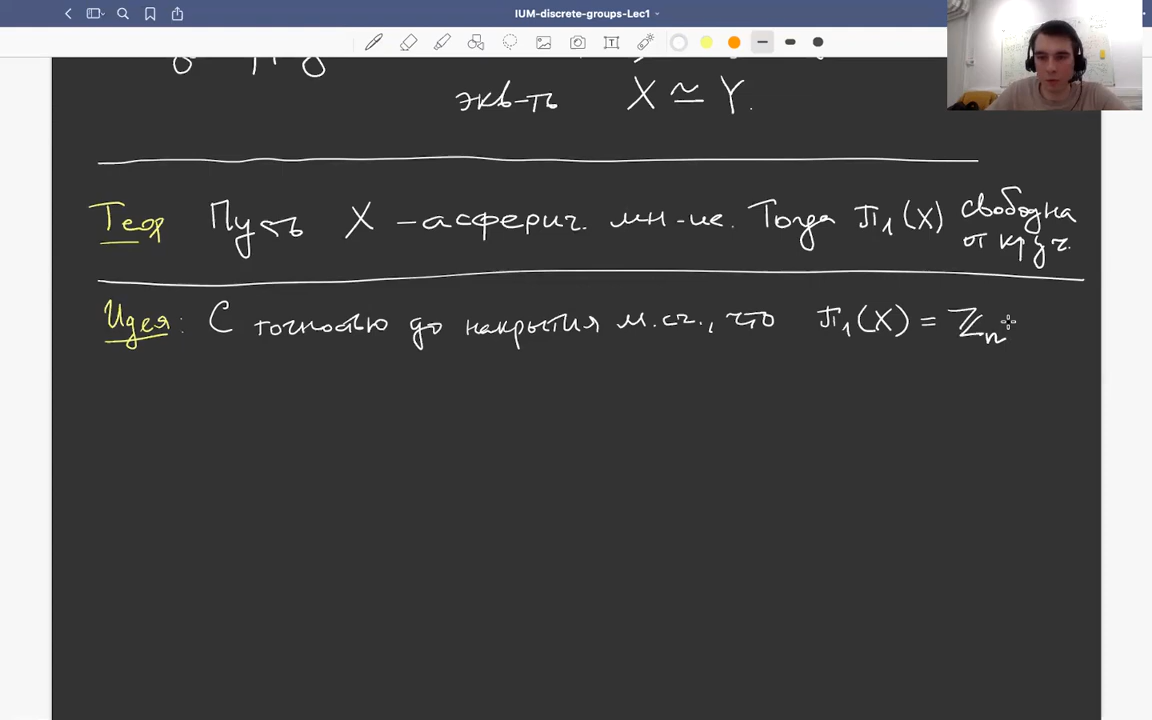 IUM-discrete-groups-Lec1
экв-ть X ≃ Y.
Теор Пусть X – асферич. мн-ие. Тогда π₁(X) свободна
от круч.
Идея: С точностью до накрытия м. сч., что π₁(X) = ℤₙ